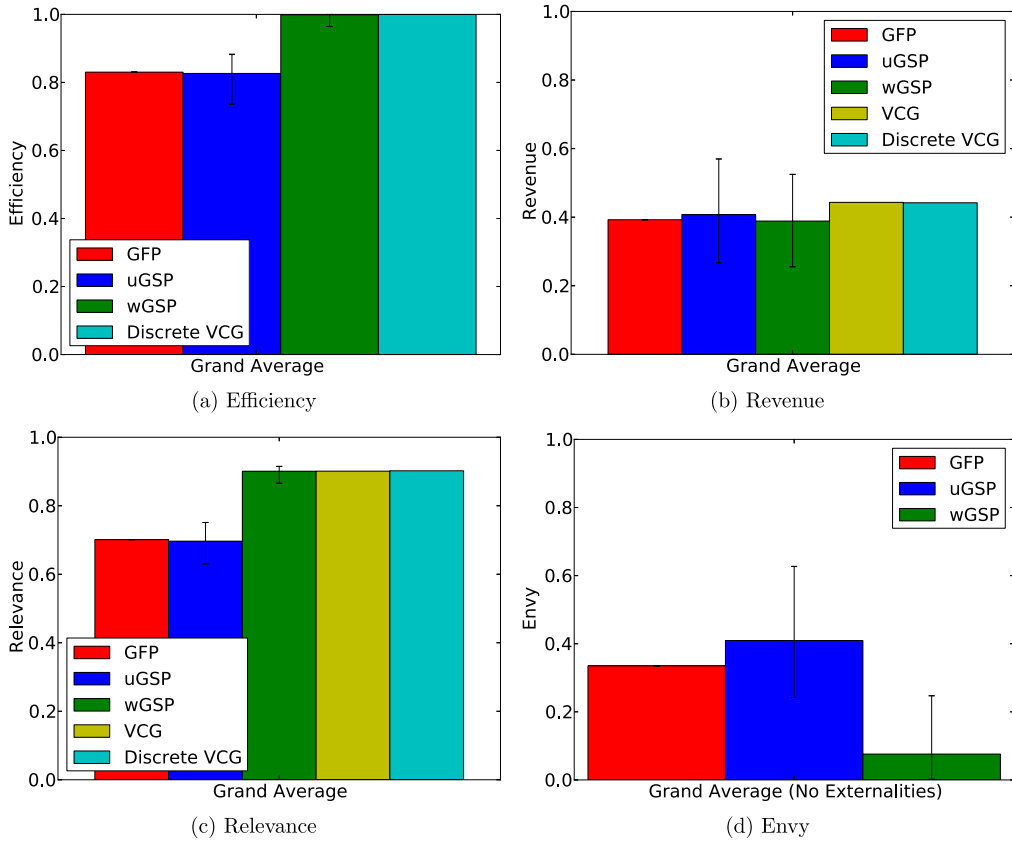 1.0
0.8
0.6
0.4
0.2
0.0
Efficiency
GFP
uGSP
wGSP
Discrete VCG
Grand Average
(a) Efficiency
1.0
0.8
0.6
0.4
0.2
0.0
Revenue
GFP
uGSP
wGSP
VCG
Discrete VCG
Grand Average
(b) Revenue
1.0
0.8
0.6
0.4
0.2
0.0
Relevance
GFP
uGSP
wGSP
VCG
Discrete VCG
Grand Average
(c) Relevance
1.0
0.8
0.6
0.4
0.2
0.0
Envy
GFP
uGSP
wGSP
Grand Average (No Externalities)
(d) Envy